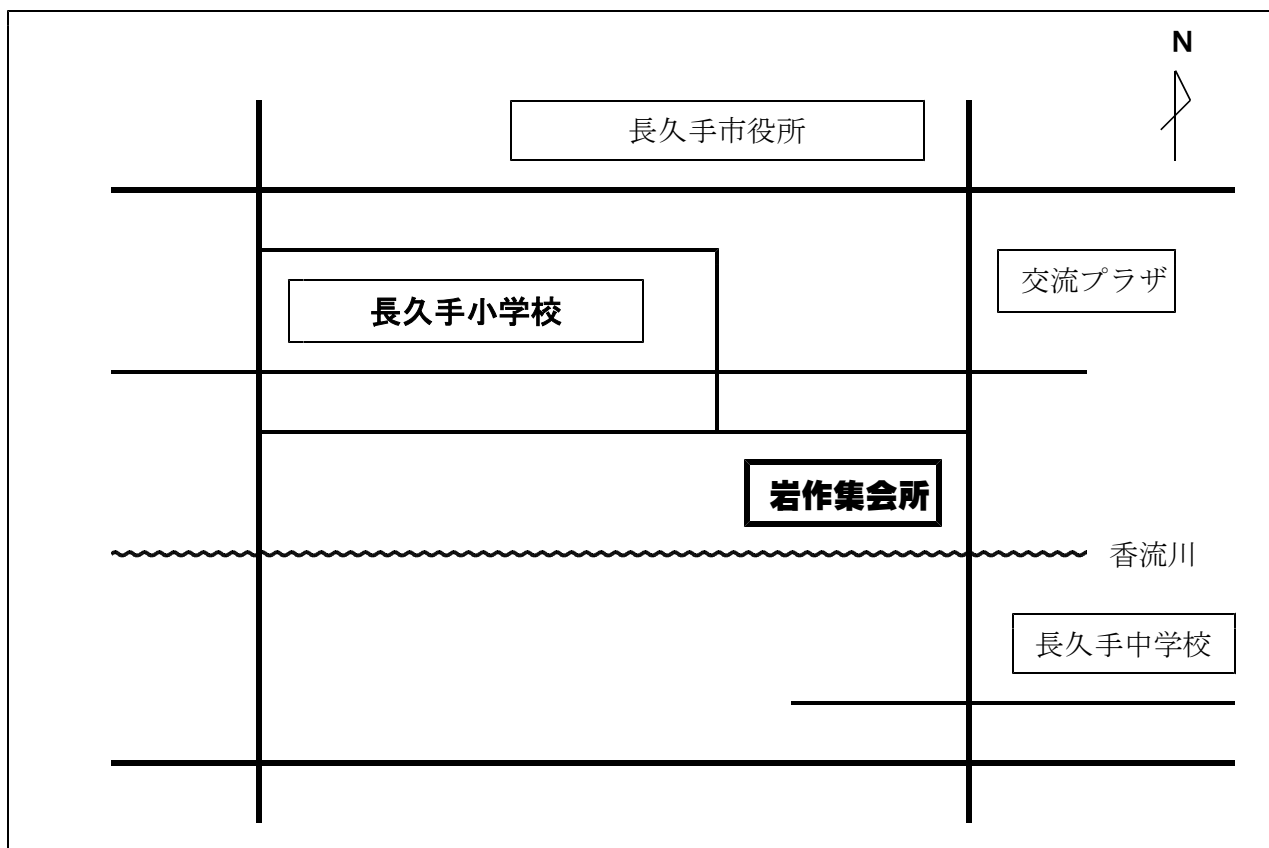 N
長久手市役所
交流プラザ
長久手小学校
岩作集会所
香流川
長久手中学校